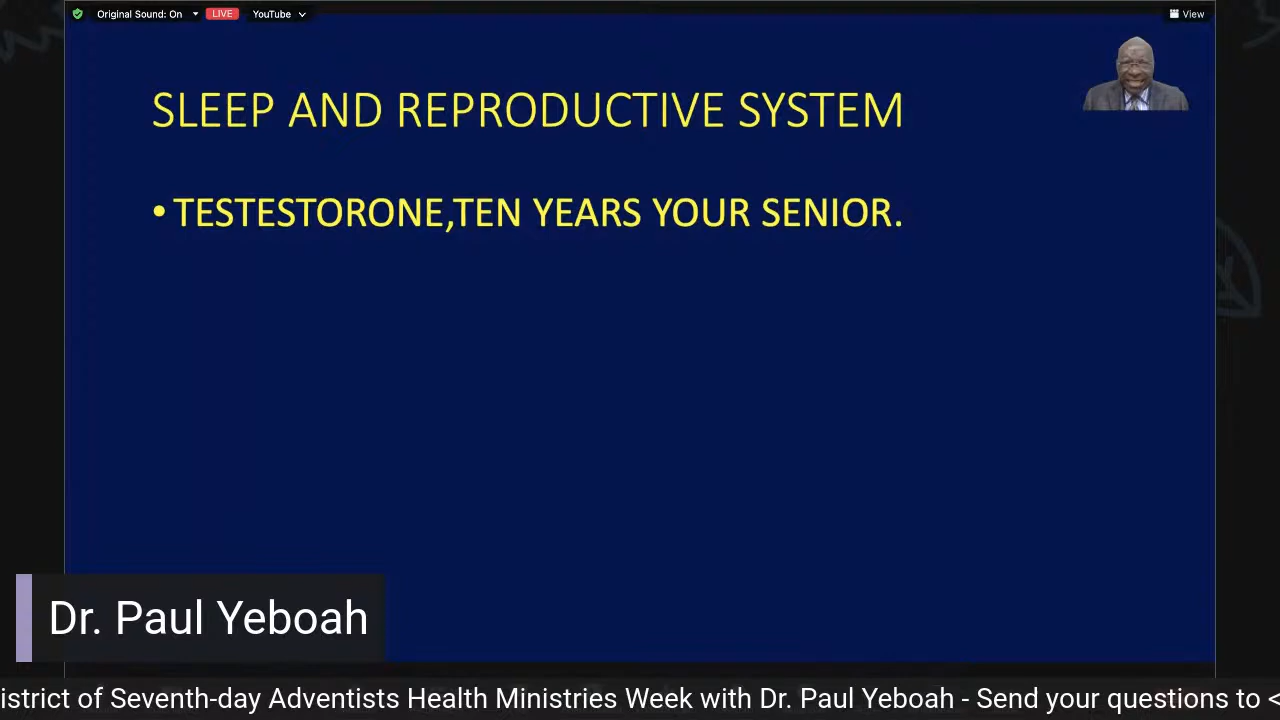 Original Sound: On LIVE YouTube View
SLEEP AND REPRODUCTIVE SYSTEM
• TESTESTORONE,TEN YEARS YOUR SENIOR.
Dr. Paul Yeboah
istrict of Seventh-day Adventists Health Ministries Week with Dr. Paul Yeboah - Send your questions to <